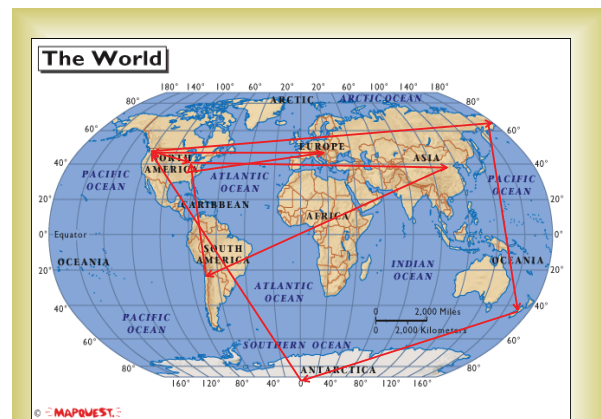 The World
180° 140° 100° 60° 20° 0° 20° 60° 100° 140° 180°
ARCTIC
ARCTIC OCEAN
80° 80°
60° 60°
EUROPE
NORTH
AMERICA
ASIA
40° 40°
PACIFIC
OCEAN
ATLANTIC
OCEAN
PACIFIC
OCEAN
20° 20°
CARIBBEAN
AFRICA
0° Equator 0°
SOUTH
AMERICA
OCEANIA
INDIAN
OCEAN
OCEANIA
20° 20°
ATLANTIC
OCEAN
40° 40°
0 2,000 Miles
0 2,000 Kilometers
PACIFIC
OCEAN
60° 60°
SOUTHERN OCEAN
80° 80°
ANTARCTICA
160° 120° 80° 40° 0° 40° 80° 120° 160°
© MAPQUEST.